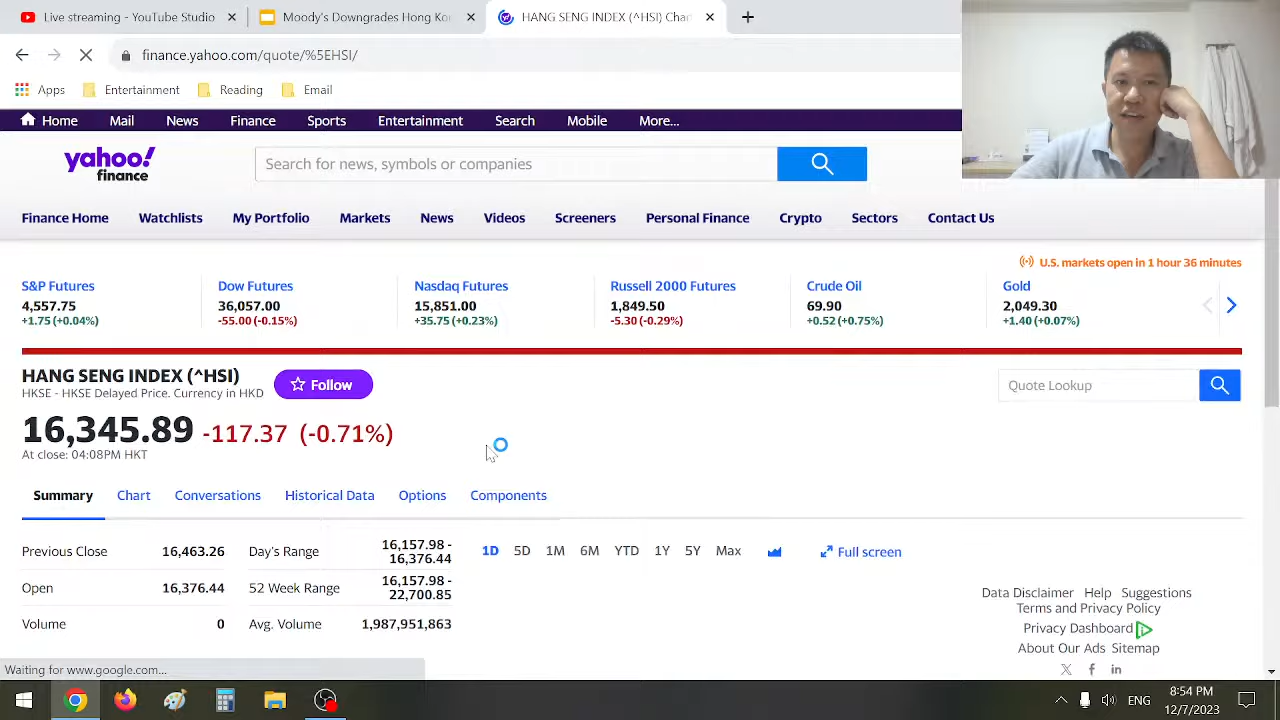 Live streaming - YouTube Studio
Moody's Downgrades Hong Kon
HANG SENG INDEX (^HSI) Char
finance.yahoo.com/quote/%5EHSI/
Apps Entertainment Reading Email
Home Mail News Finance Sports Entertainment Search Mobile More...
yahoo!
finance
Search for news, symbols or companies
Finance Home Watchlists My Portfolio Markets News Videos Screeners Personal Finance Crypto Sectors Contact Us
U.S. markets open in 1 hour 36 minutes
S&P Futures Dow Futures Nasdaq Futures Russell 2000 Futures Crude Oil Gold
4,557.75 36,057.00 15,851.00 1,849.50 69.90 2,049.30
+1.75 (+0.04%) -55.00 (-0.15%) +35.75 (+0.23%) -5.30 (-0.29%) +0.52 (+0.75%) +1.40 (+0.07%)
HANG SENG INDEX (^HSI)
Follow
Quote Lookup
HKSE - HKSE Delayed Price. Currency in HKD
16,345.89 -117.37 (-0.71%)
At close: 04:08PM HKT
Summary Chart Conversations Historical Data Options Components
Previous Close 16,463.26
Open 16,376.44
Volume 0
Day's Range 16,157.98 -
16,376.44
52 Week Range 16,157.98 -
22,700.85
Avg. Volume 1,987,951,863
1D 5D 1M 6M YTD 1Y 5Y Max
Full screen
Data Disclaimer Help Suggestions
Terms and Privacy Policy
Privacy Dashboard
About Our Ads Sitemap
Waiting for www.google.com...
ENG
8:54 PM
12/7/2023